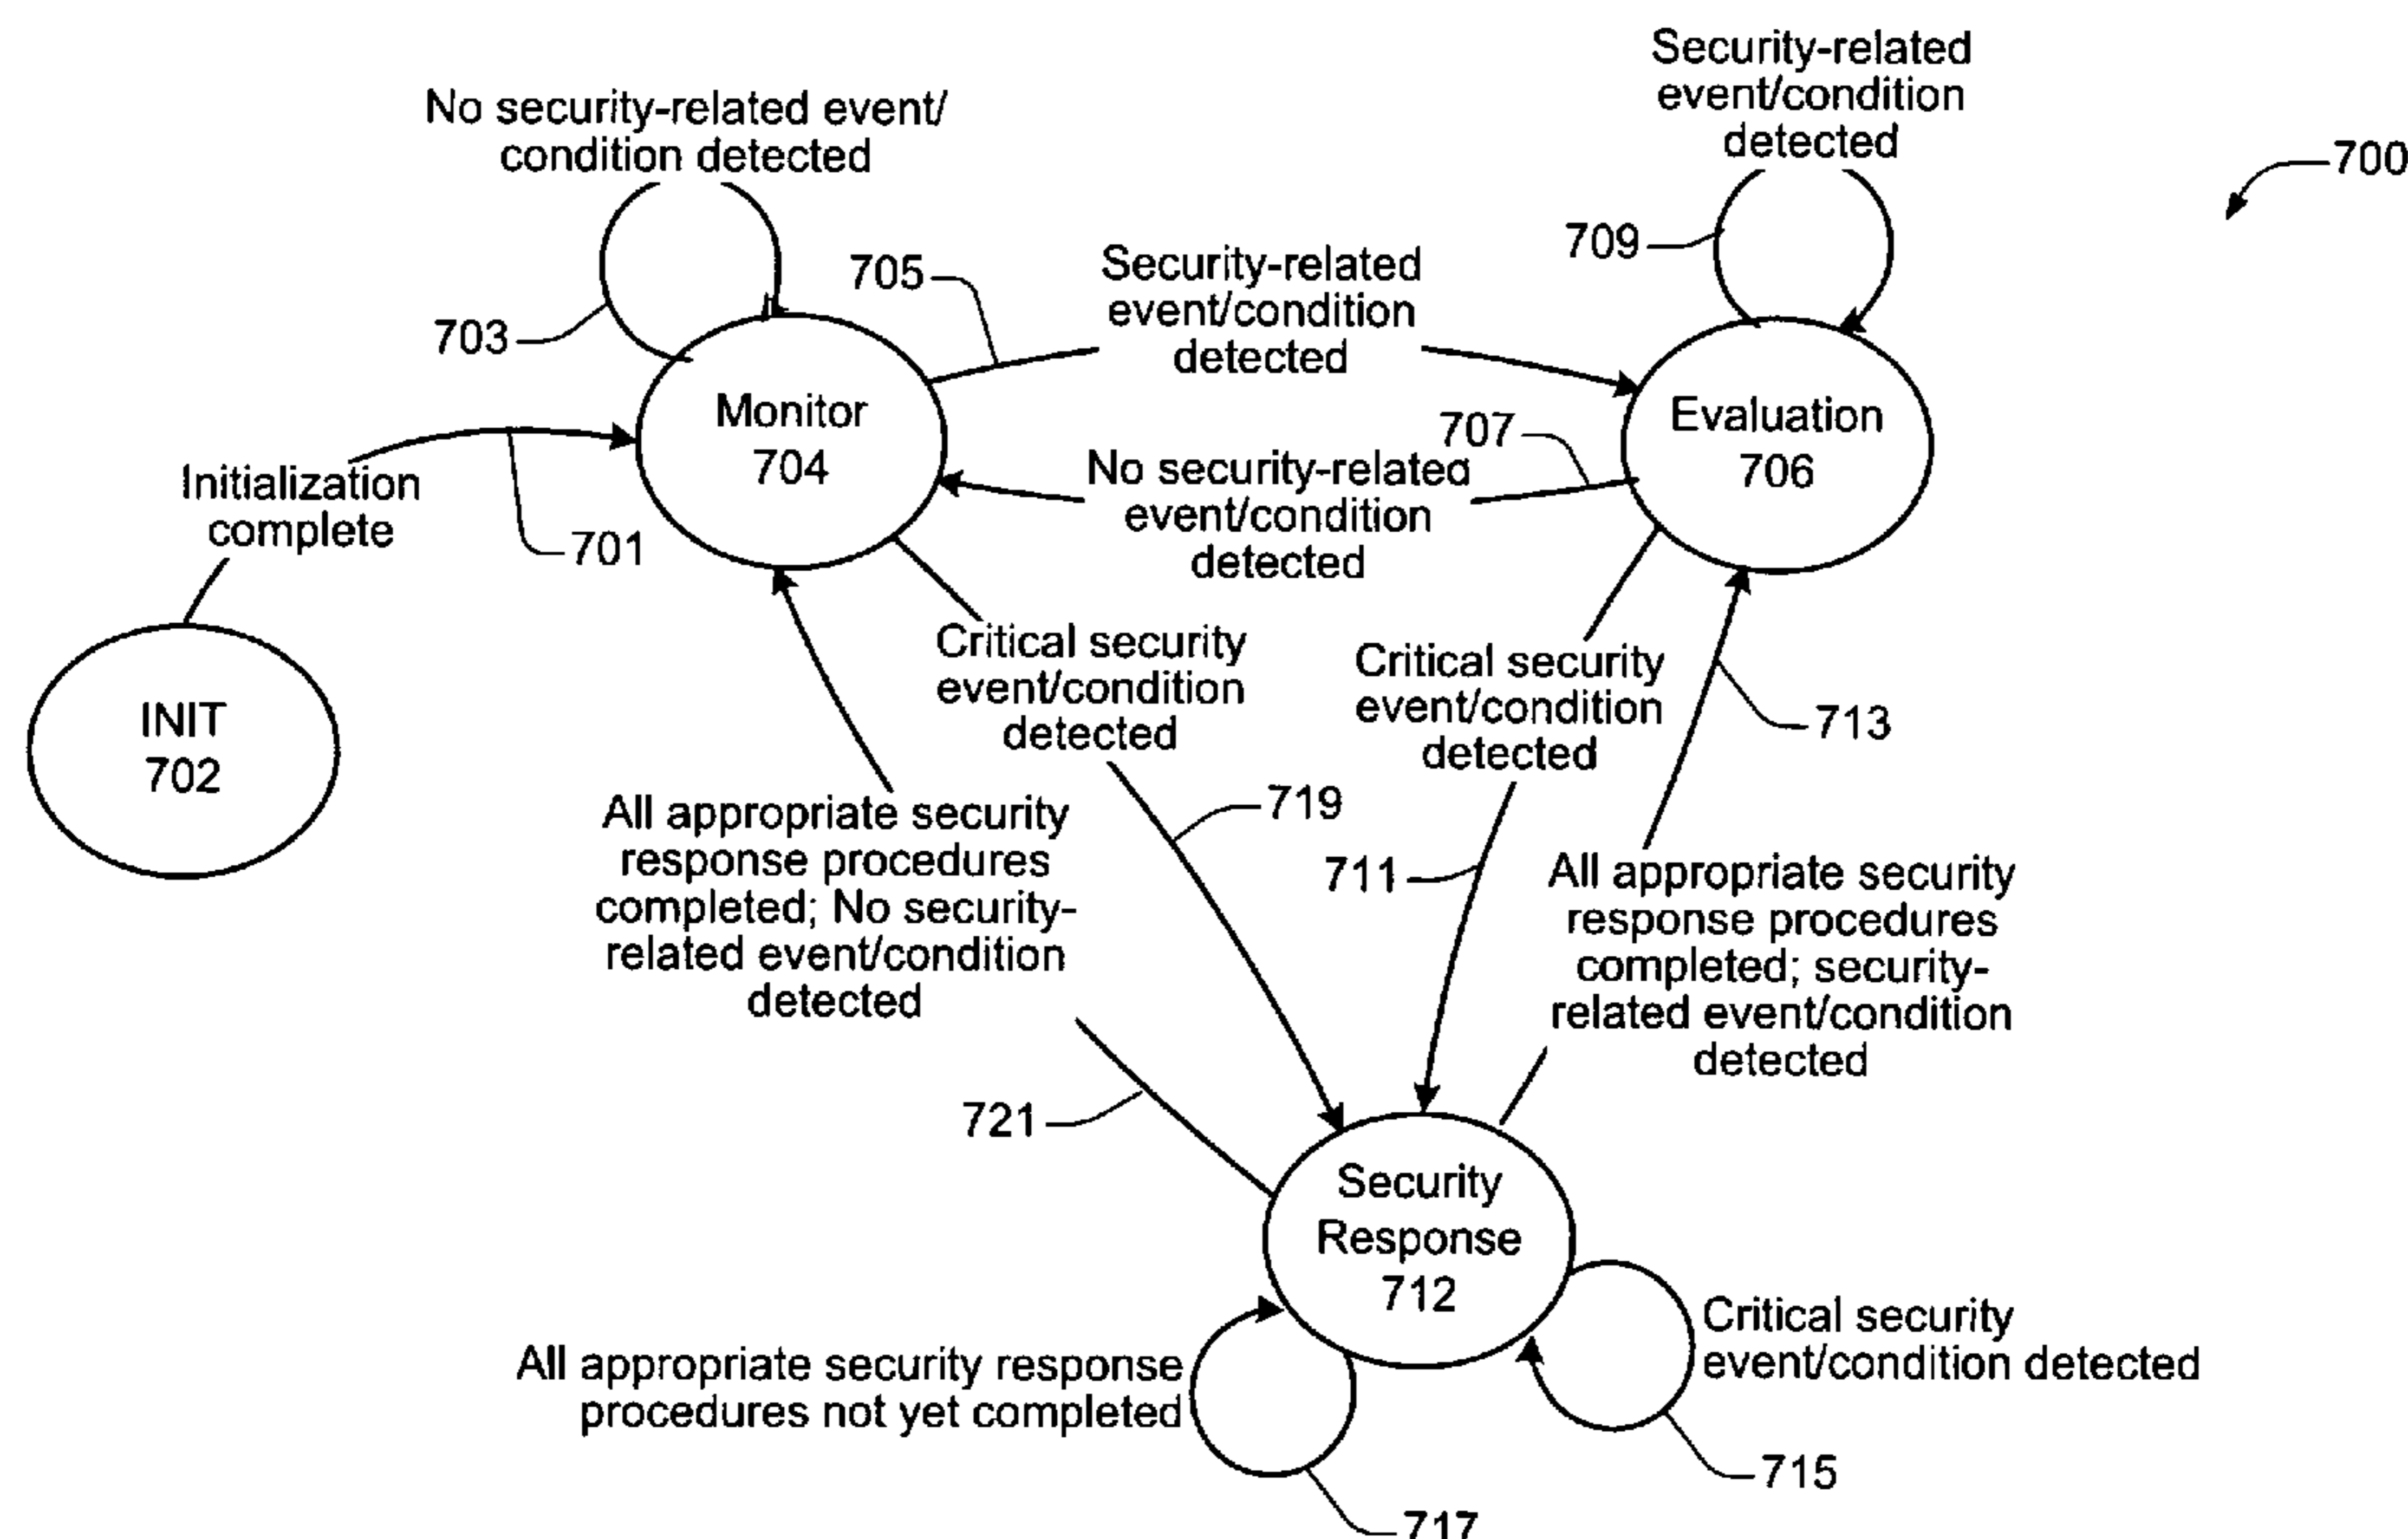 Security-related
event/condition
detected
No security-related event/
condition detected
700
709
705
Security-related
event/condition
detected
703
Monitor
704
Evaluation
706
707
No security-related
event/condition
detected
Initialization
complete
701
INIT
702
Critical security
event/condition
detected
Critical security
event/condition
detected
713
719
711
All appropriate security
response procedures
completed; No security-
related event/condition
detected
All appropriate security
response procedures
completed; security-
related event/condition
detected
721
Security
Response
712
Critical security
event/condition detected
All appropriate security response
procedures not yet completed
715
717